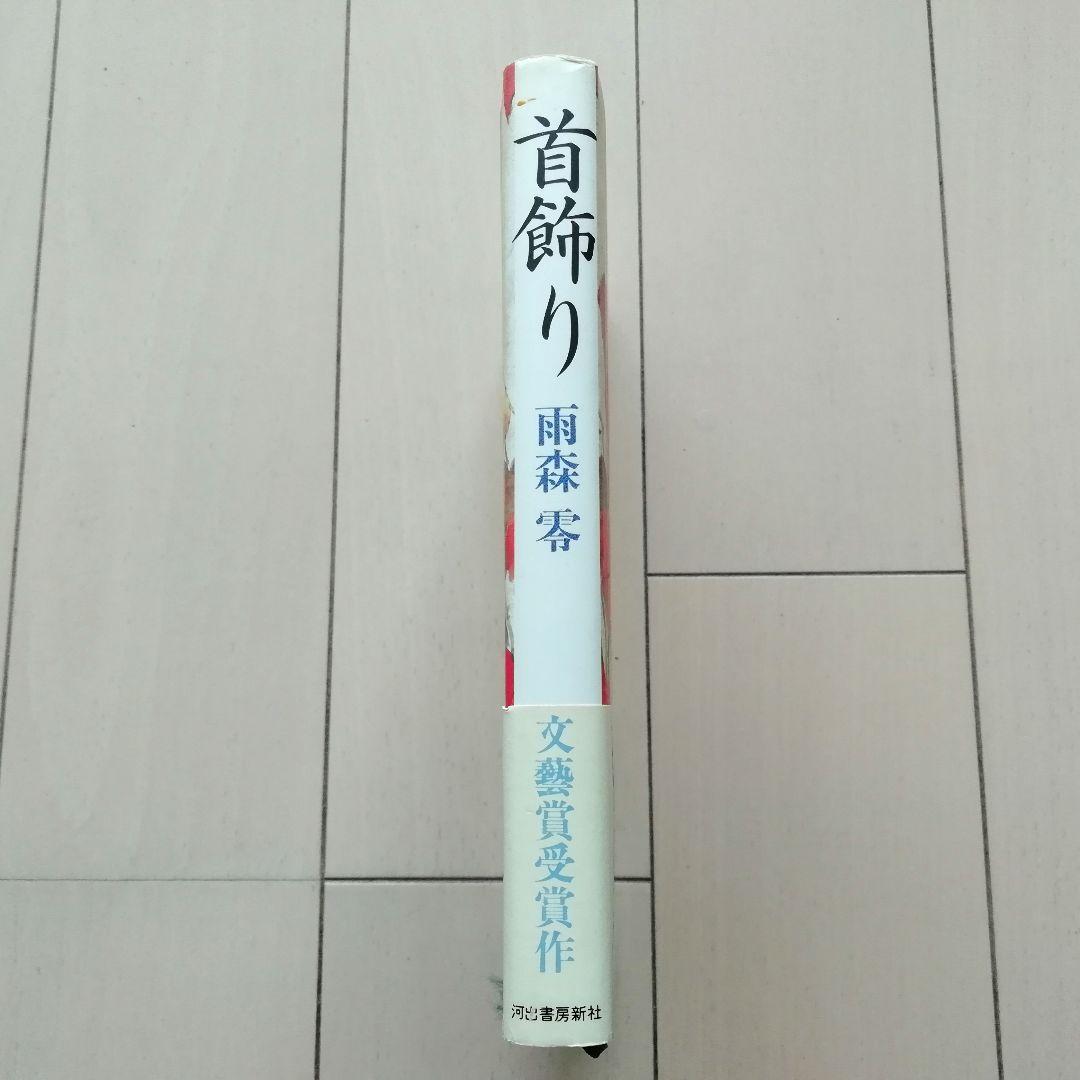 首飾り
雨森 零
文藝賞受賞作
河出書房新社